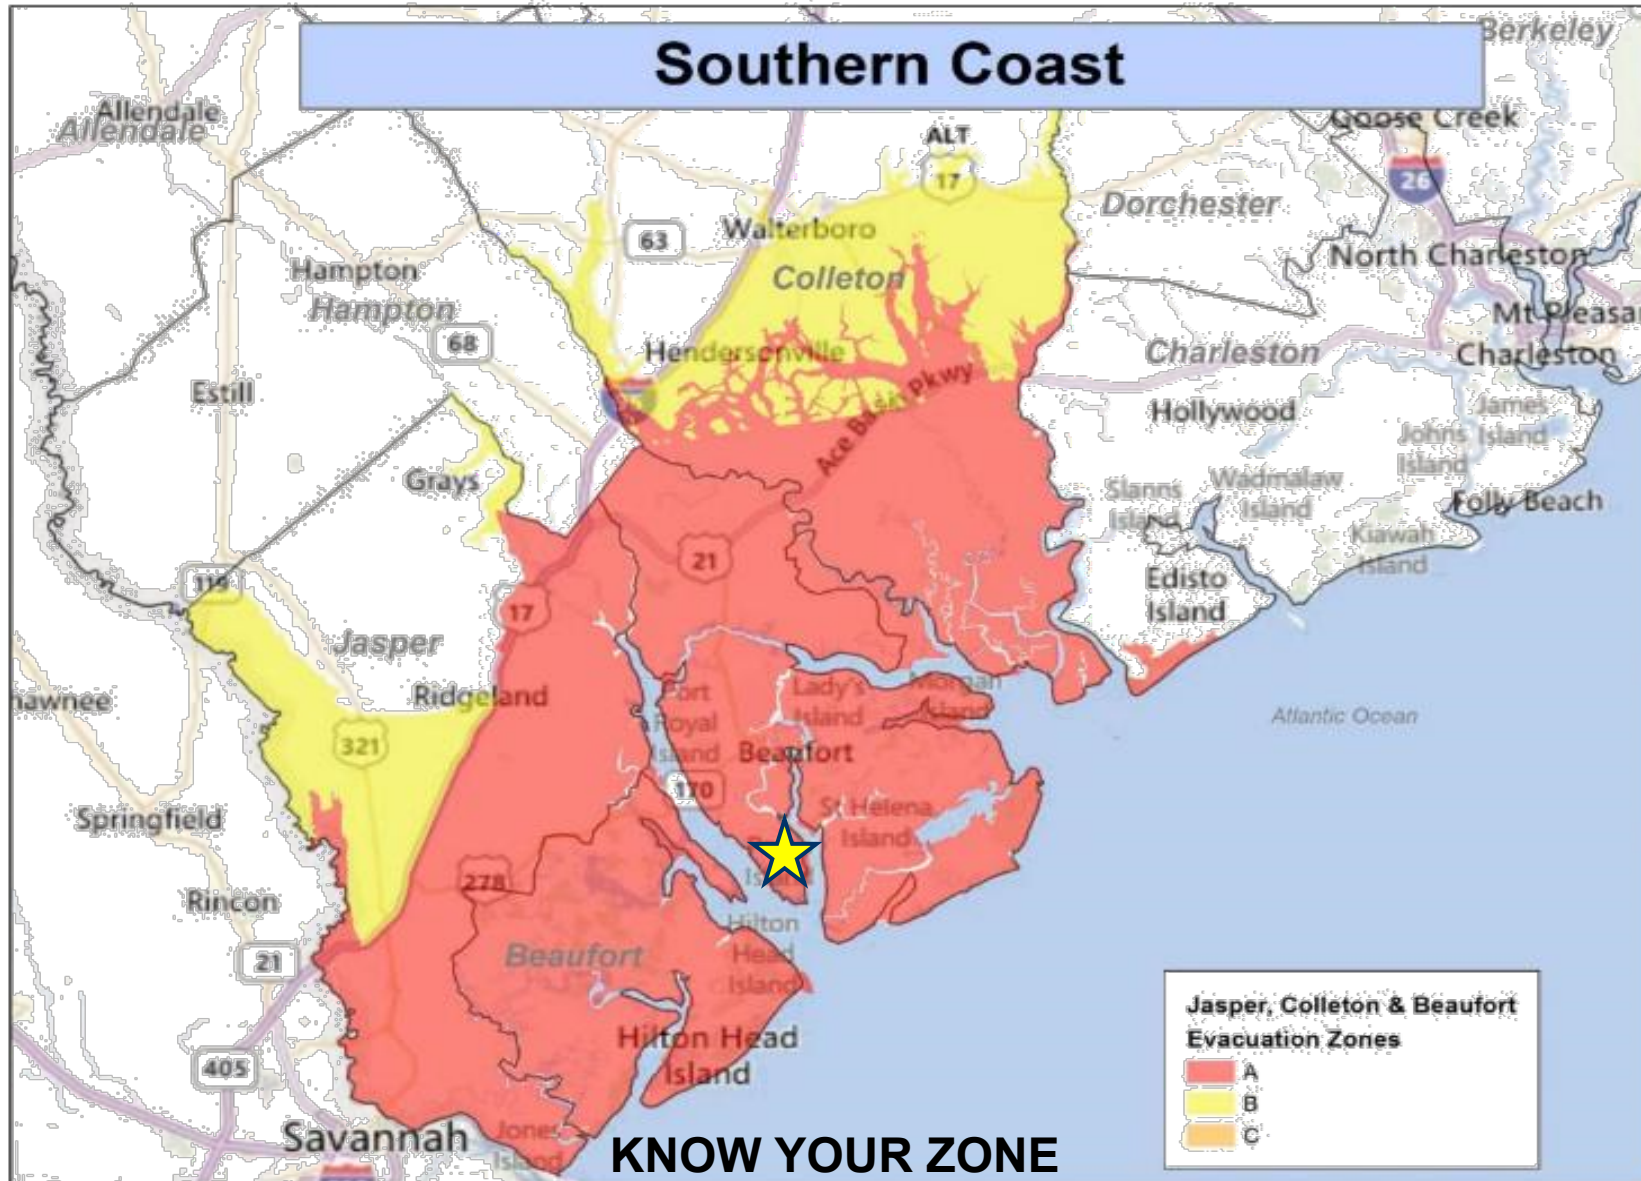 Southern Coast
Berkeley
Allendale
Allendale
Goose Creek
ALT
17
26
Dorchester
63
Walterboro
North Charleston
Hampton
Colleton
Hampton
Mt Pleasa
68
Hendersonville
Charleston
Charleston
Estill
Ace Basin Pkwy
Hollywood
James
Island
Johns
Island
Grays
Slanns
Island
Wadmalaw
Island
Folly Beach
Kiawah
Island
21
119
Edisto
Island
17
Jasper
Ridgeland
hawnee
Port
Royal
Island
Lady's
Island
Morgan
Island
Atlantic Ocean
321
Beaufort
170
St Helena
Island
Springfield
278
Rincon
Hilton
Head
Island
Beaufort
21
Hilton Head
Island
405
Savannah
Jones
Island
KNOW YOUR ZONE
Jasper, Colleton & Beaufort
Evacuation Zones
A
B
C